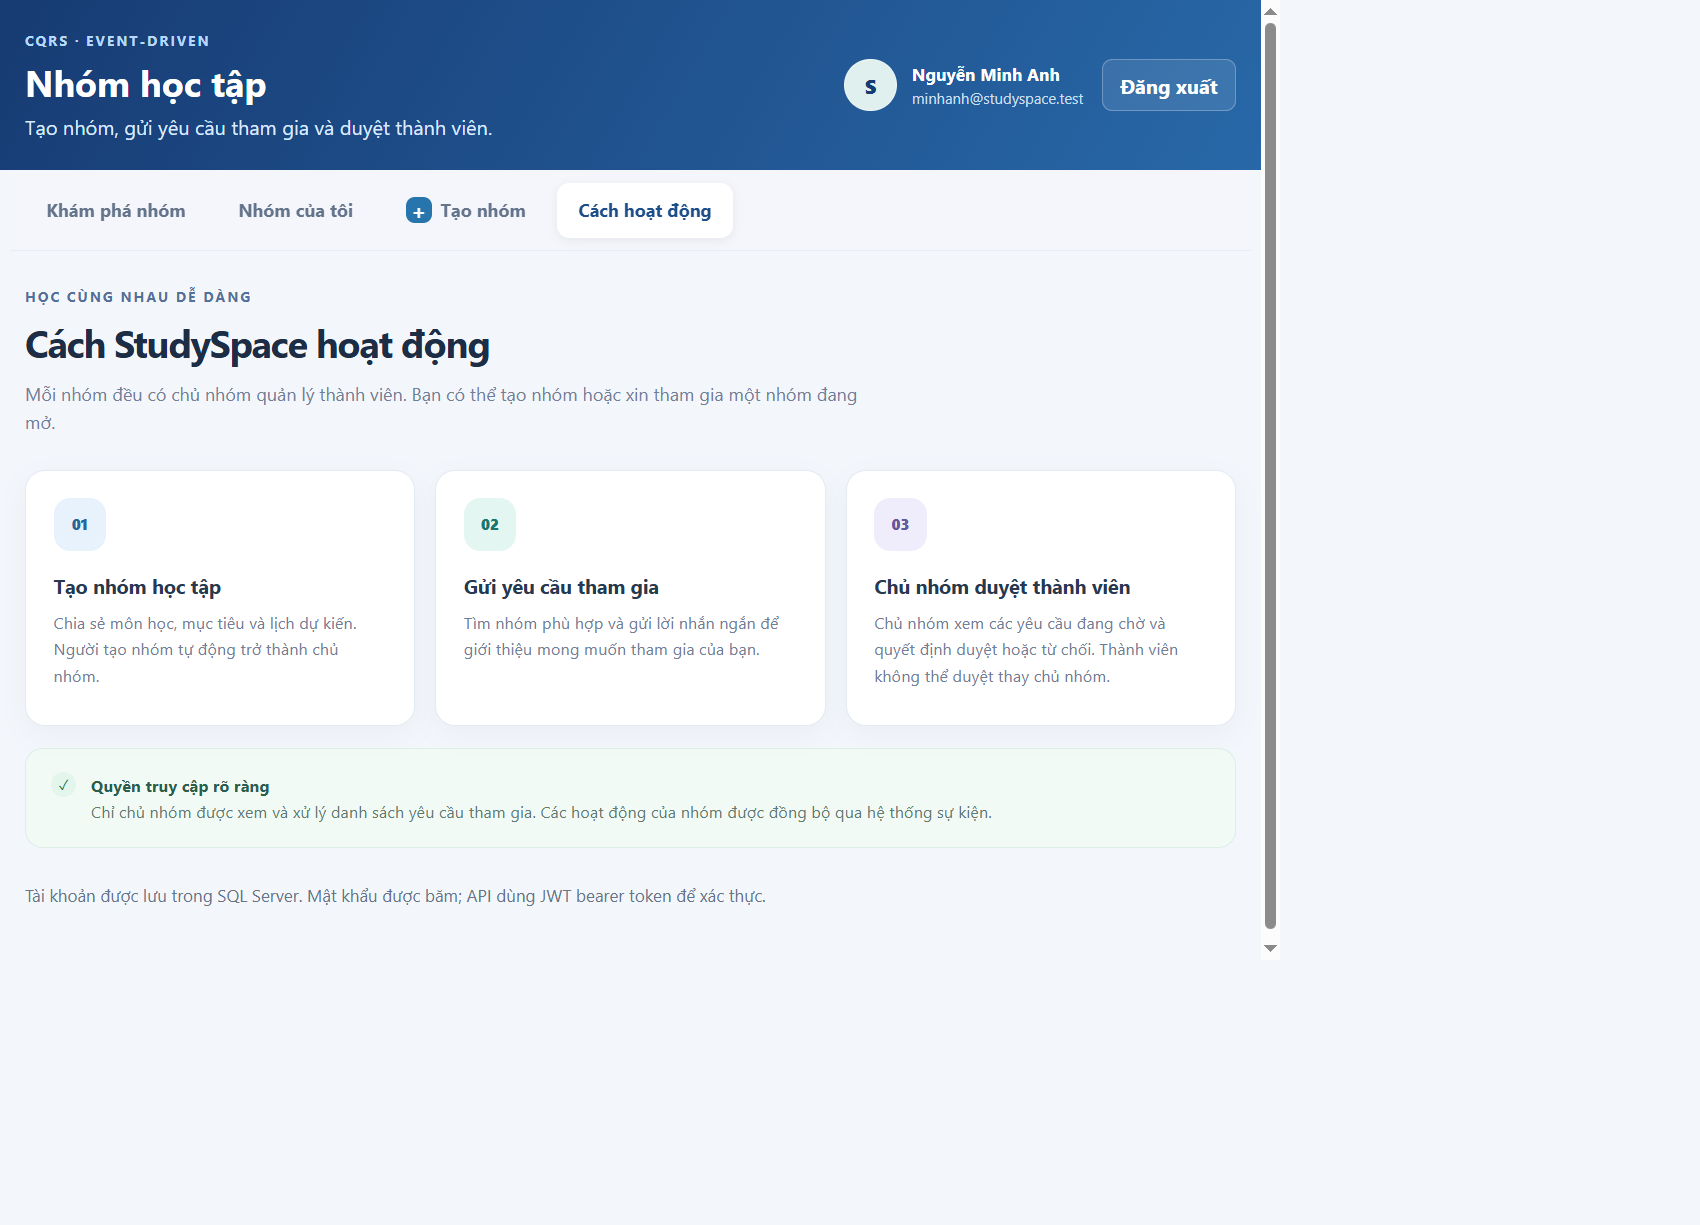 CQRS · EVENT-DRIVEN
Nhóm học tập
Tạo nhóm, gửi yêu cầu tham gia và duyệt thành viên.
S
Nguyễn Minh Anh
minhanh@studyspace.test
Đăng xuất
Khám phá nhóm
Nhóm của tôi
+ Tạo nhóm
Cách hoạt động
HỌC CÙNG NHAU DỄ DÀNG
Cách StudySpace hoạt động
Mỗi nhóm đều có chủ nhóm quản lý thành viên. Bạn có thể tạo nhóm hoặc xin tham gia một nhóm đang
mở.
01
Tạo nhóm học tập
Chia sẻ môn học, mục tiêu và lịch dự kiến.
Người tạo nhóm tự động trở thành chủ
nhóm.
02
Gửi yêu cầu tham gia
Tìm nhóm phù hợp và gửi lời nhắn ngắn để
giới thiệu mong muốn tham gia của bạn.
03
Chủ nhóm duyệt thành viên
Chủ nhóm xem các yêu cầu đang chờ và
quyết định duyệt hoặc từ chối. Thành viên
không thể duyệt thay chủ nhóm.
✓
Quyền truy cập rõ ràng
Chỉ chủ nhóm được xem và xử lý danh sách yêu cầu tham gia. Các hoạt động của nhóm được đồng bộ qua hệ thống sự kiện.
Tài khoản được lưu trong SQL Server. Mật khẩu được băm; API dùng JWT bearer token để xác thực.